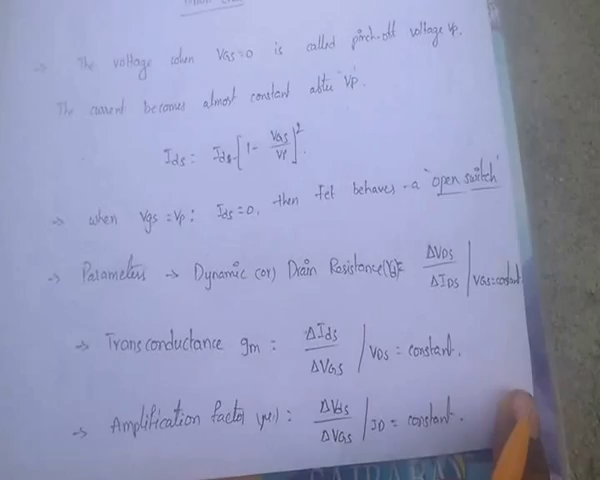 -> The voltage when VGS=0 is called pinch-off voltage Vp.
The current becomes almost constant after Vp.
Ids = Ids[1 - VGS/VP]².
-> when Vgs = Vp: Ids=0, then Fet behaves -a "open switch"
-> Parameters -> Dynamic (or) Drain Resistance(rd)= ΔVDS/ΔIDS | VGS=constant
-> Transconductance gm = ΔIds/ΔVGS | VDS = constant.
-> Amplification factor (μ) : ΔVds/ΔVGS | ID = constant.